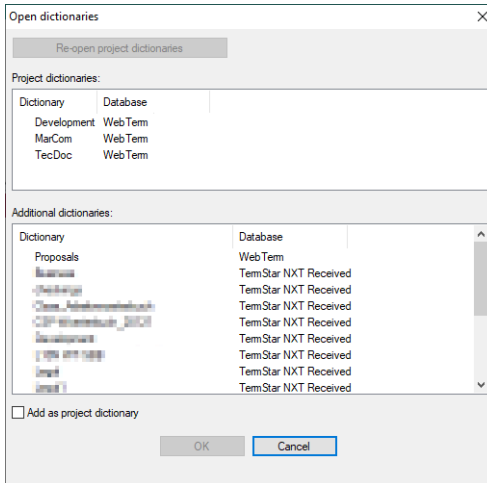 Open dictionaries
Re-open project dictionaries
Project dictionaries:
Dictionary Database
Development WebTerm
MarCom WebTerm
TecDoc WebTerm
Additional dictionaries:
Dictionary Database
Proposals WebTerm
TermStar NXT Received
TermStar NXT Received
TermStar NXT Received
TermStar NXT Received
TermStar NXT Received
TermStar NXT Received
TermStar NXT Received
TermStar NXT Received
Add as project dictionary
OK Cancel